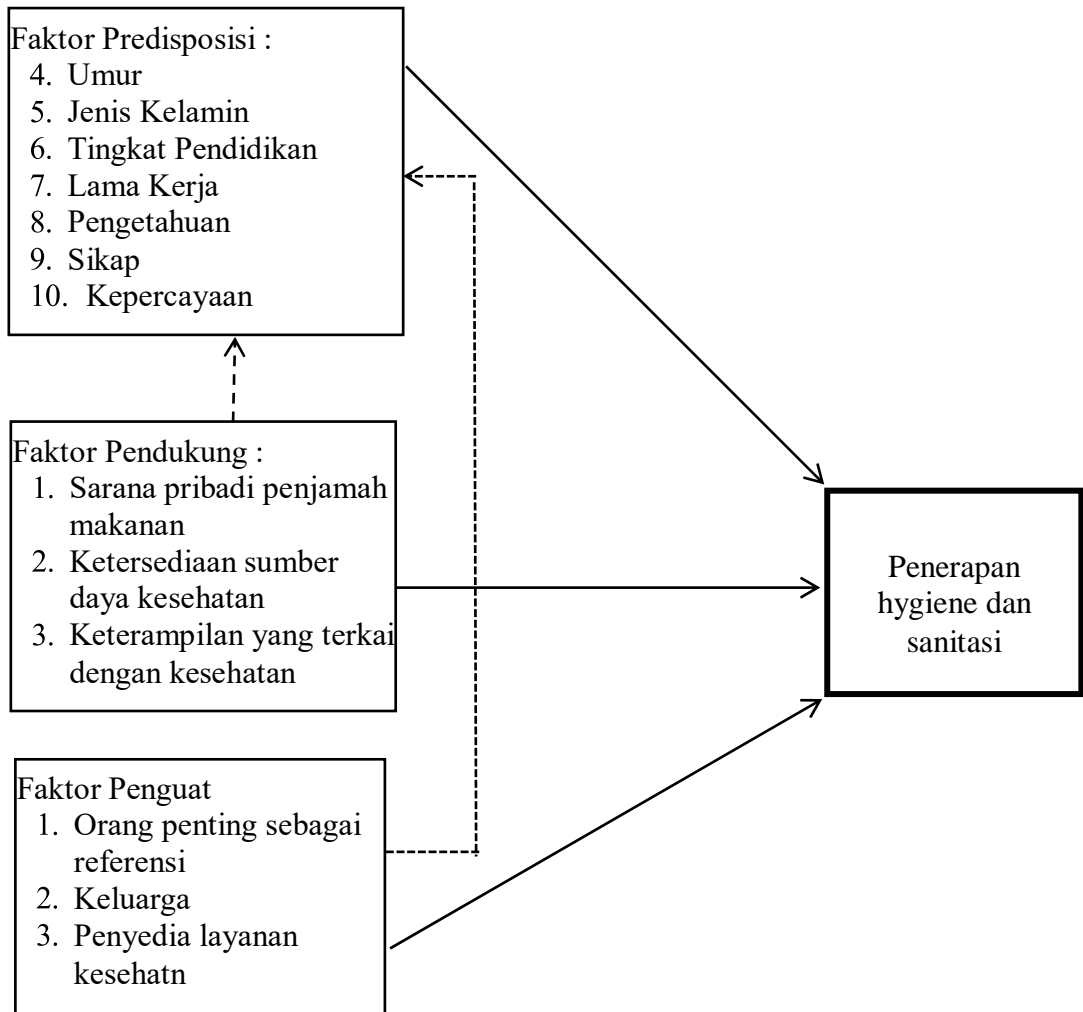 Faktor Predisposisi :
4. Umur
5. Jenis Kelamin
6. Tingkat Pendidikan
7. Lama Kerja
8. Pengetahuan
9. Sikap
10. Kepercayaan
Faktor Pendukung :
1. Sarana pribadi penjamah
makanan
2. Ketersediaan sumber
daya kesehatan
3. Keterampilan yang terkai
dengan kesehatan
Faktor Penguat
1. Orang penting sebagai
referensi
2. Keluarga
3. Penyedia layanan
kesehatn
Penerapan
hygiene dan
sanitasi